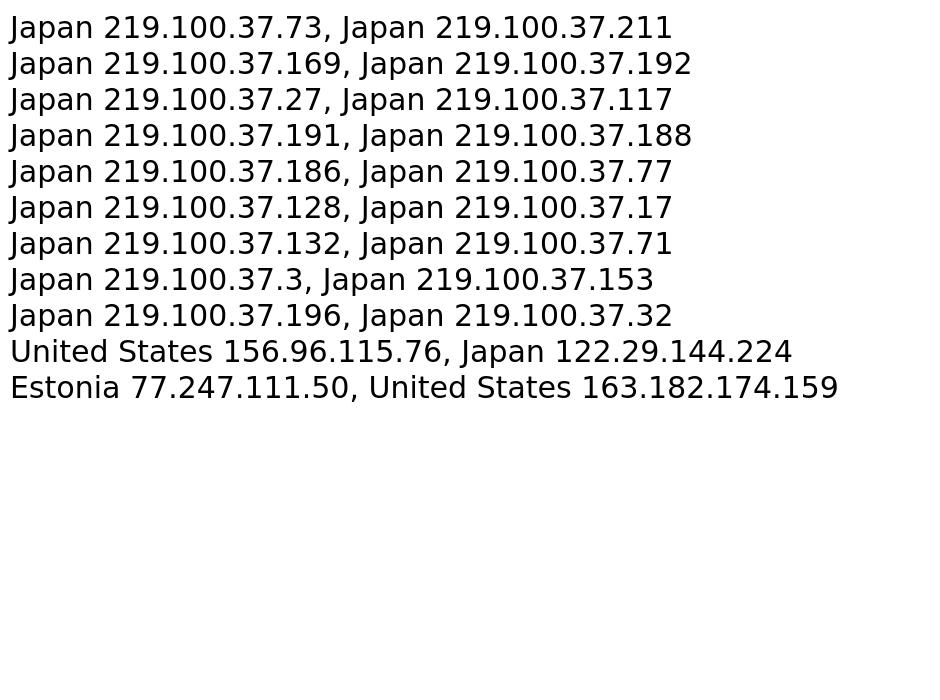 Japan 219.100.37.73, Japan 219.100.37.211
Japan 219.100.37.169, Japan 219.100.37.192
Japan 219.100.37.27, Japan 219.100.37.117
Japan 219.100.37.191, Japan 219.100.37.188
Japan 219.100.37.186, Japan 219.100.37.77
Japan 219.100.37.128, Japan 219.100.37.17
Japan 219.100.37.132, Japan 219.100.37.71
Japan 219.100.37.3, Japan 219.100.37.153
Japan 219.100.37.196, Japan 219.100.37.32
United States 156.96.115.76, Japan 122.29.144.224
Estonia 77.247.111.50, United States 163.182.174.159